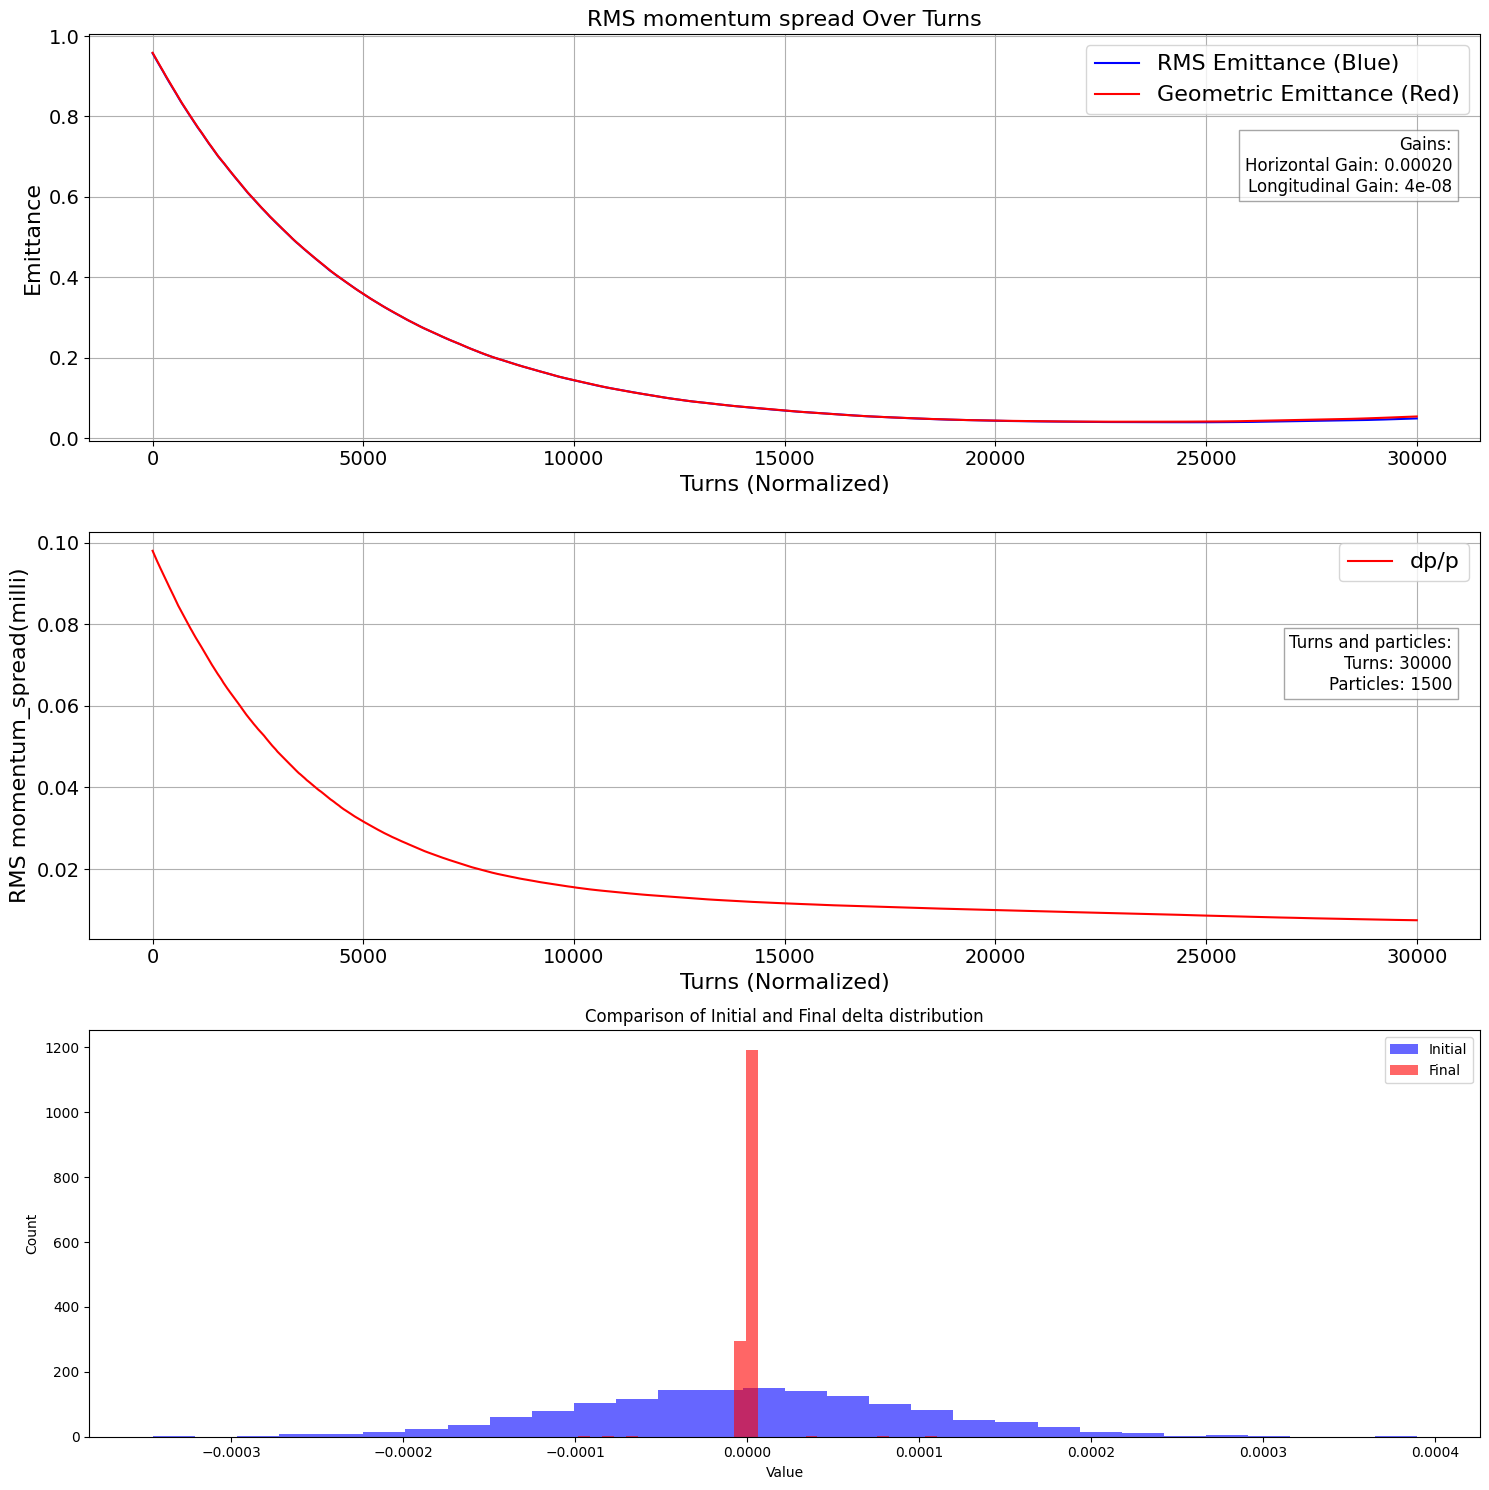 RMS momentum spread Over Turns
1.0
0.8
0.6
0.4
0.2
0.0
Emittance
RMS Emittance (Blue)
Geometric Emittance (Red)
Gains:
Horizontal Gain: 0.00020
Longitudinal Gain: 4e-08
0 5000 10000 15000 20000 25000 30000
Turns (Normalized)
0.10
0.08
0.06
0.04
0.02
RMS momentum_spread(milli)
dp/p
Turns and particles:
Turns: 30000
Particles: 1500
0 5000 10000 15000 20000 25000 30000
Turns (Normalized)
Comparison of Initial and Final delta distribution
1200
1000
800
600
400
200
0
Count
Initial
Final
−0.0003 −0.0002 −0.0001 0.0000 0.0001 0.0002 0.0003 0.0004
Value